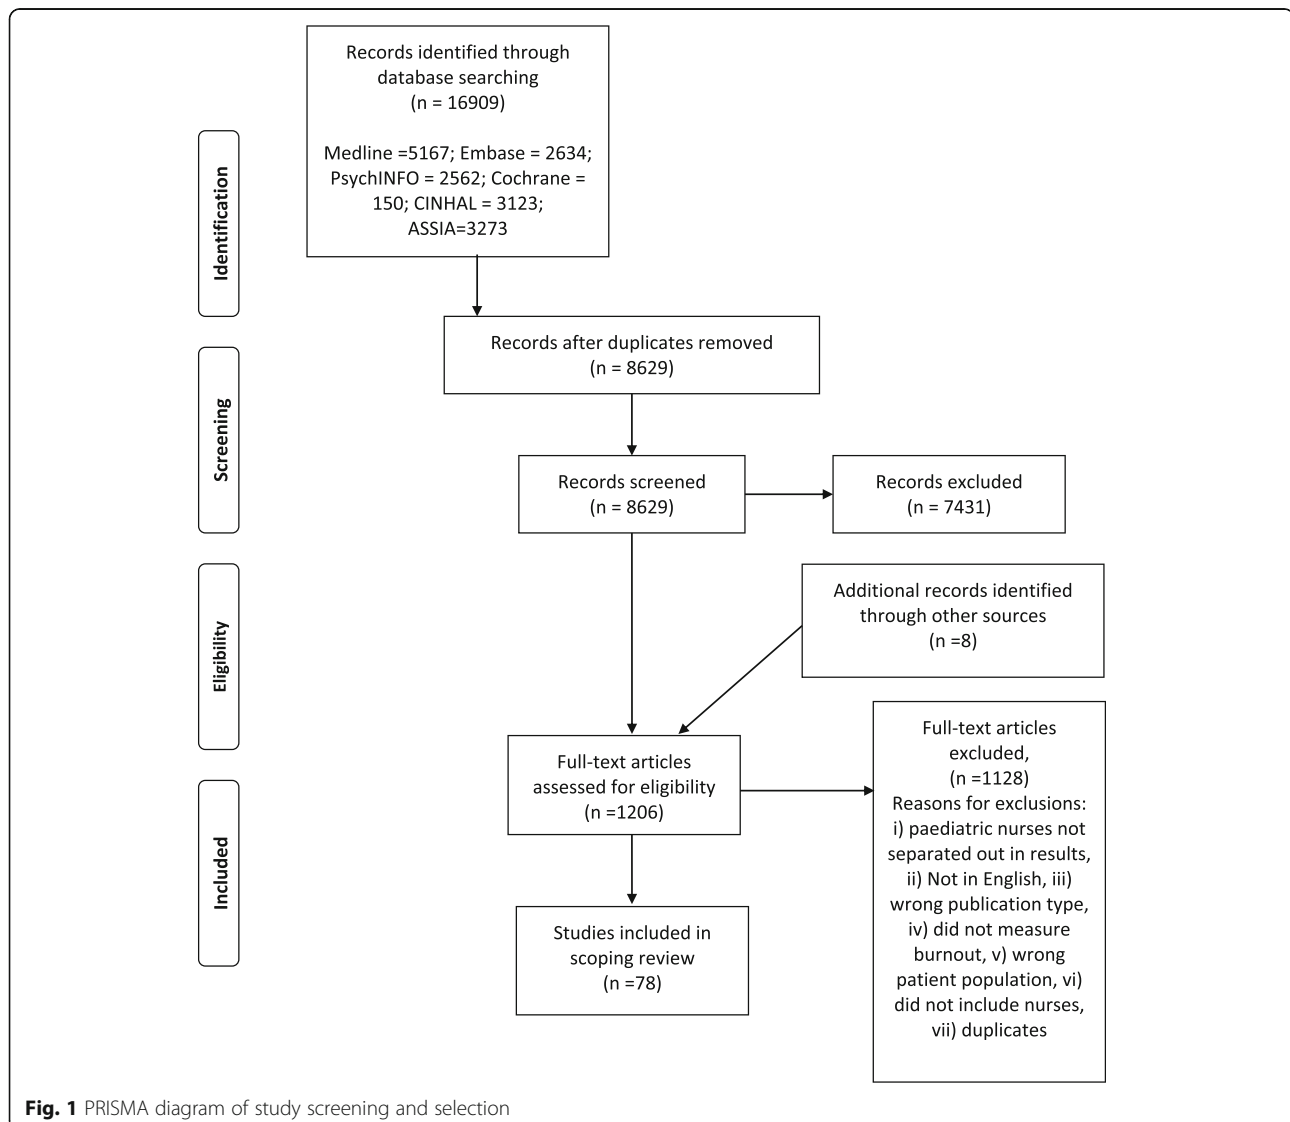 Records identified through
database searching
(n = 16909)
Medline =5167; Embase = 2634;
PsychINFO = 2562; Cochrane =
150; CINHAL = 3123;
ASSIA=3273
Identification
Records after duplicates removed
(n = 8629)
Screening
Records screened
(n = 8629)
Records excluded
(n = 7431)
Eligibility
Additional records identified
through other sources
(n =8)
Full-text articles
assessed for eligibility
(n =1206)
Full-text articles
excluded,
(n =1128)
Reasons for exclusions:
i) paediatric nurses not
separated out in results,
ii) Not in English, iii)
wrong publication type,
iv) did not measure
burnout, v) wrong
patient population, vi)
did not include nurses,
vii) duplicates
Included
Studies included in
scoping review
(n =78)
Fig. 1 PRISMA diagram of study screening and selection